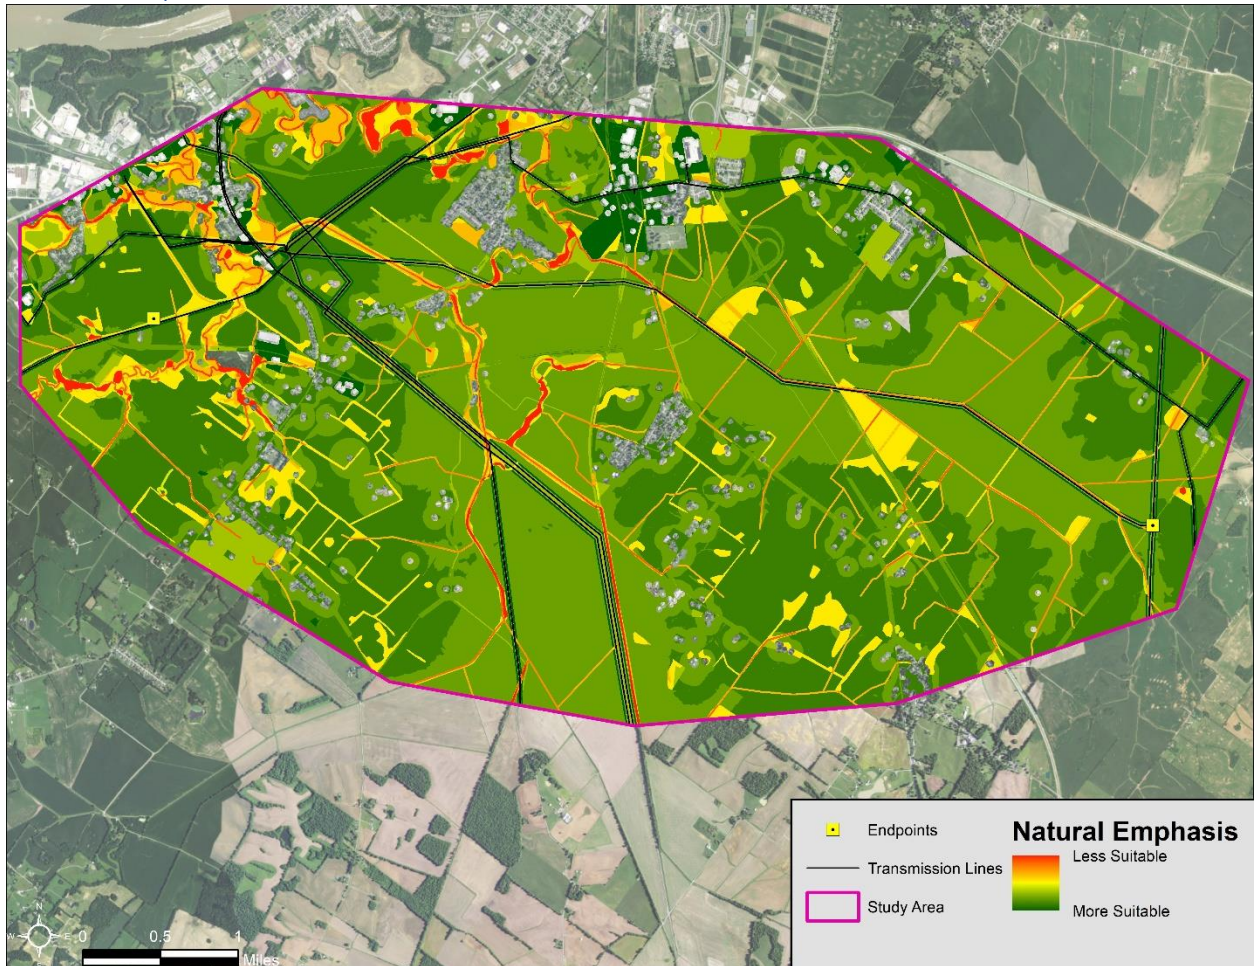 Endpoints
Transmission Lines
Study Area
Natural Emphasis
Less Suitable
More Suitable
N
W
E
S
0 0.5 1
Miles